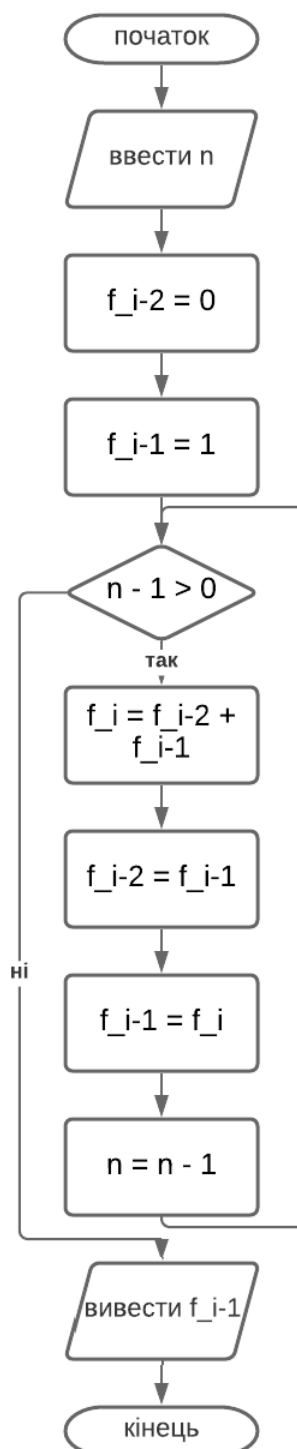 початок
ввести n
f_i-2 = 0
f_i-1 = 1
n - 1 > 0
так
f_i = f_i-2 +
f_i-1
f_i-2 = f_i-1
ні
f_i-1 = f_i
n = n - 1
вивести f_i-1
кінець